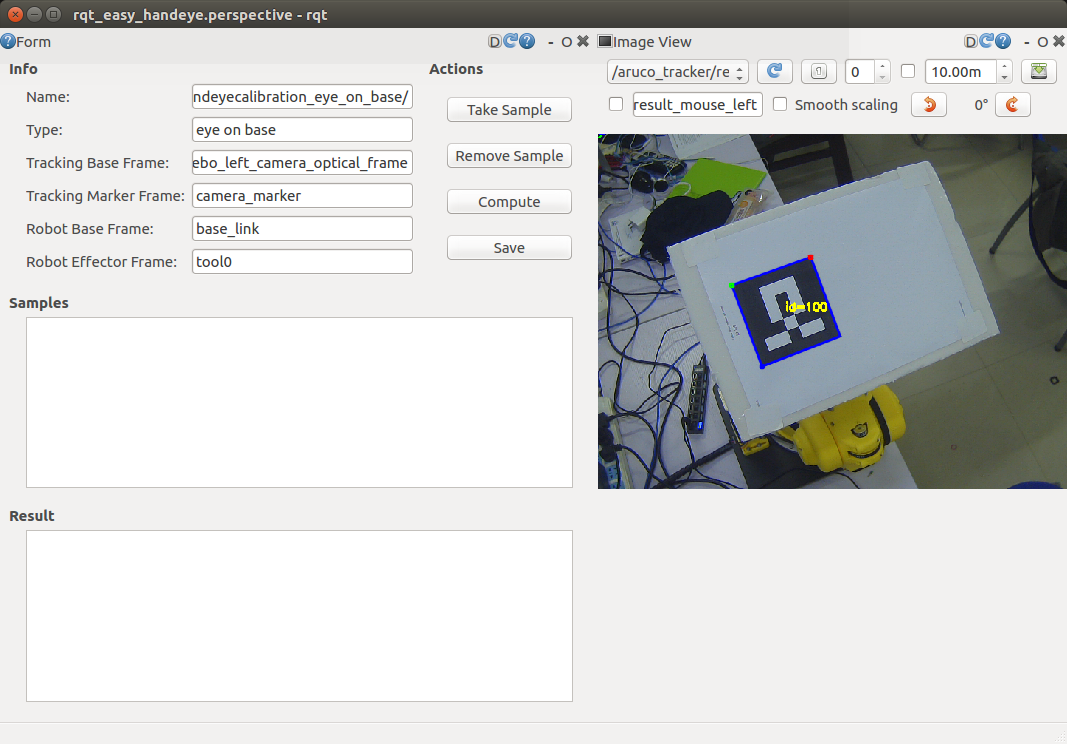 rqt_easy_handeye.perspective - rqt
Form
D
- O
Image View
D
- O
Info
Actions
Name:
ndeyecalibration_eye_on_base/
Type:
eye on base
Tracking Base Frame:
ebo_left_camera_optical_frame
Tracking Marker Frame:
camera_marker
Robot Base Frame:
base_link
Robot Effector Frame:
tool0
Take Sample
Remove Sample
Compute
Save
/aruco_tracker/re
0
10.00m
result_mouse_left
Smooth scaling
0°
id=100
Samples
Result